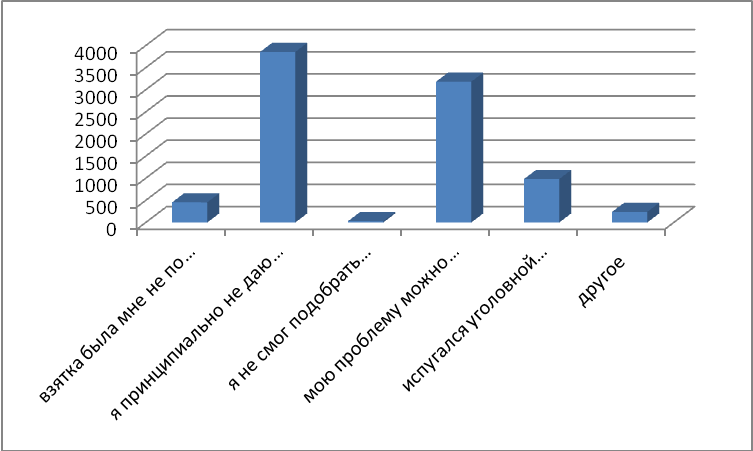 4000
3500
3000
2500
2000
1500
1000
500
0
взятка была мне не по…
я принципиально не даю…
я не смог подобрать…
мою проблему можно…
испугался уголовной…
другое